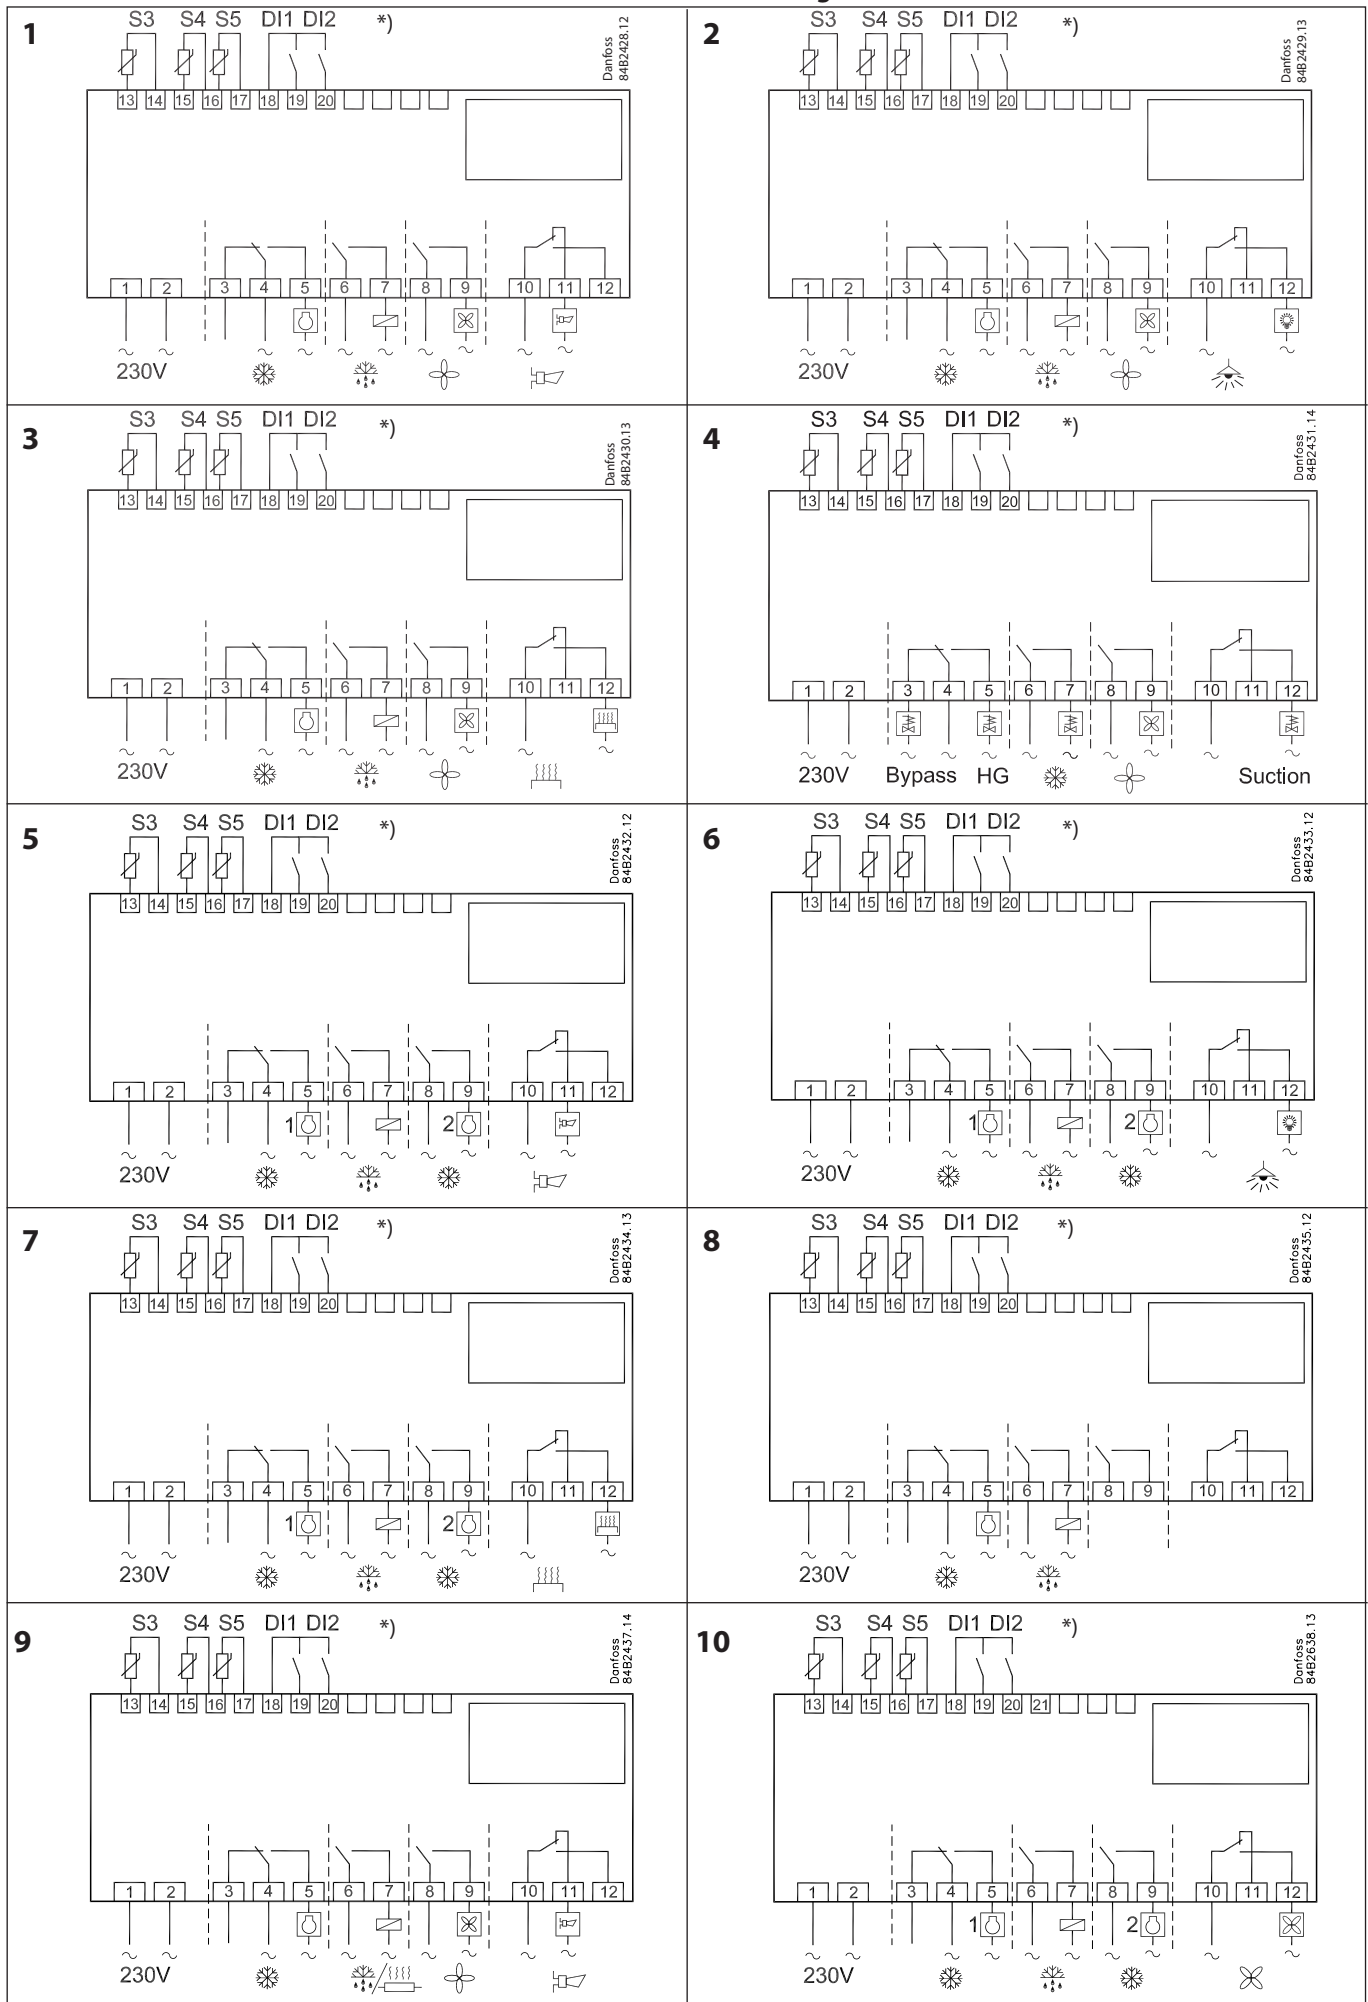 1
S3 S4 S5 DI1 DI2 *)
Danfoss
84B2428.12
13 14 15 16 17 18 19 20
1 2 3 4 5 6 7 8 9 10 11 12
230V
2
S3 S4 S5 DI1 DI2 *)
Danfoss
84B2429.13
13 14 15 16 17 18 19 20
1 2 3 4 5 6 7 8 9 10 11 12
230V
3
S3 S4 S5 DI1 DI2 *)
Danfoss
84B2430.13
13 14 15 16 17 18 19 20
1 2 3 4 5 6 7 8 9 10 11 12
230V
4
S3 S4 S5 DI1 DI2 *)
Danfoss
84B2431.14
13 14 15 16 17 18 19 20
1 2 3 4 5 6 7 8 9 10 11 12
230V Bypass HG Suction
5
S3 S4 S5 DI1 DI2 *)
Danfoss
84B2432.12
13 14 15 16 17 18 19 20
1 2 3 4 5 6 7 8 9 10 11 12
1 2
230V
6
S3 S4 S5 DI1 DI2 *)
Danfoss
84B2433.12
13 14 15 16 17 18 19 20
1 2 3 4 5 6 7 8 9 10 11 12
1 2
230V
7
S3 S4 S5 DI1 DI2 *)
Danfoss
84B2434.13
13 14 15 16 17 18 19 20
1 2 3 4 5 6 7 8 9 10 11 12
1 2
230V
8
S3 S4 S5 DI1 DI2 *)
Danfoss
84B2435.12
13 14 15 16 17 18 19 20
1 2 3 4 5 6 7 8 9 10 11 12
230V
9
S3 S4 S5 DI1 DI2 *)
Danfoss
84B2437.14
13 14 15 16 17 18 19 20
1 2 3 4 5 6 7 8 9 10 11 12
230V
10
S3 S4 S5 DI1 DI2 *)
Danfoss
84B2638.13
13 14 15 16 17 18 19 20 21
1 2 3 4 5 6 7 8 9 10 11 12
1 2
230V